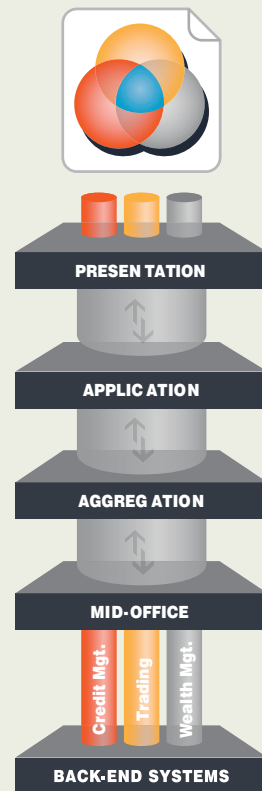 PRESEN TATION
APPLIC ATION
AGGREG ATION
MID-OFFICE
Credit Mgt.
Trading
Wealth Mgt.
BACK-END SYSTEMS